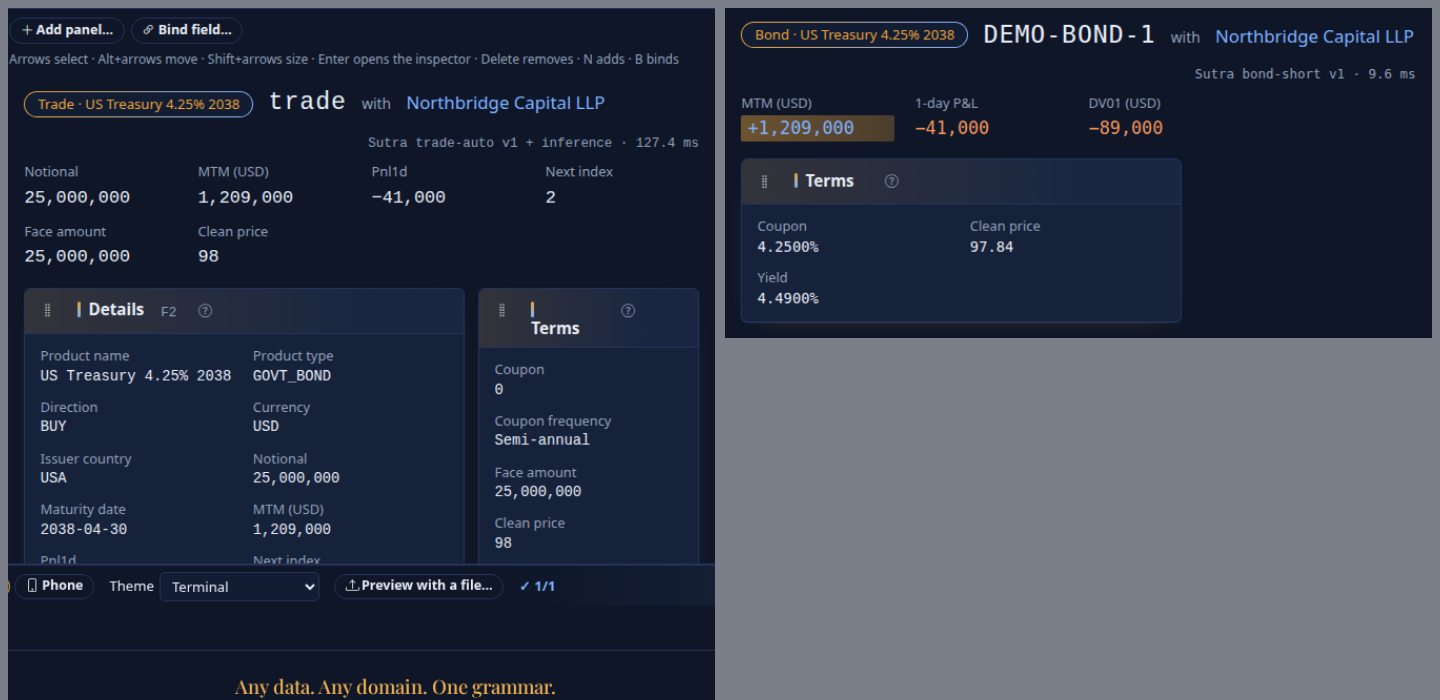 Add panel...
Bind field...
Arrows select · Alt+arrows move · Shift+arrows size · Enter opens the inspector · Delete removes · N adds · B binds
Trade · US Treasury 4.25% 2038 trade with Northbridge Capital LLP
Sutra trade-auto v1 + inference · 127.4 ms
Notional MTM (USD) Pnl1d Next index
25,000,000 1,209,000 −41,000 2
Face amount Clean price
25,000,000 98
Details F2
Product name Product type
US Treasury 4.25% 2038 GOVT_BOND
Direction Currency
BUY USD
Issuer country Notional
USA 25,000,000
Maturity date MTM (USD)
2038-04-30 1,209,000
Pnl1d Next index
Terms
Coupon
0
Coupon frequency
Semi-annual
Face amount
25,000,000
Clean price
98
Phone Theme Terminal Preview with a file... ✓ 1/1
Any data. Any domain. One grammar.
Bond · US Treasury 4.25% 2038 DEMO-BOND-1 with Northbridge Capital LLP
Sutra bond-short v1 · 9.6 ms
MTM (USD) 1-day P&L DV01 (USD)
+1,209,000 −41,000 −89,000
Terms
Coupon Clean price
4.2500% 97.84
Yield
4.4900%